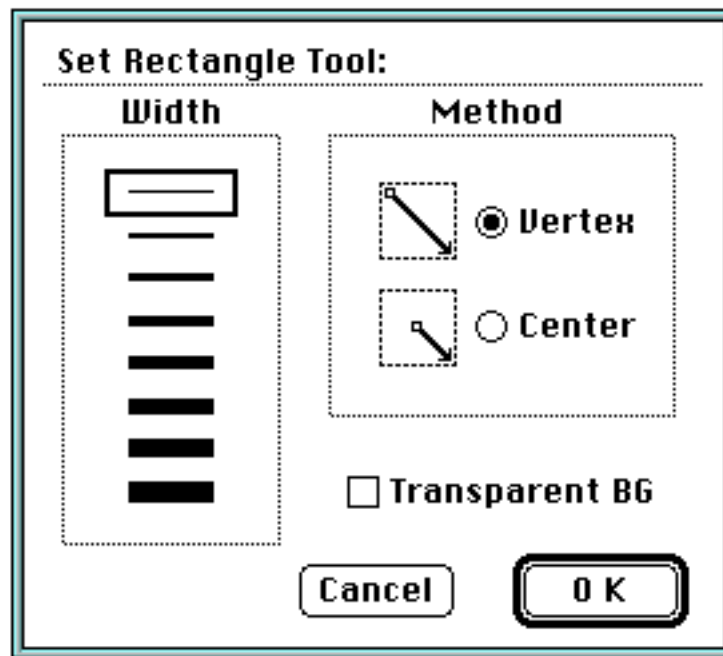 Set Rectangle Tool:
Width
Method
Vertex
Center
Transparent BG
Cancel
OK